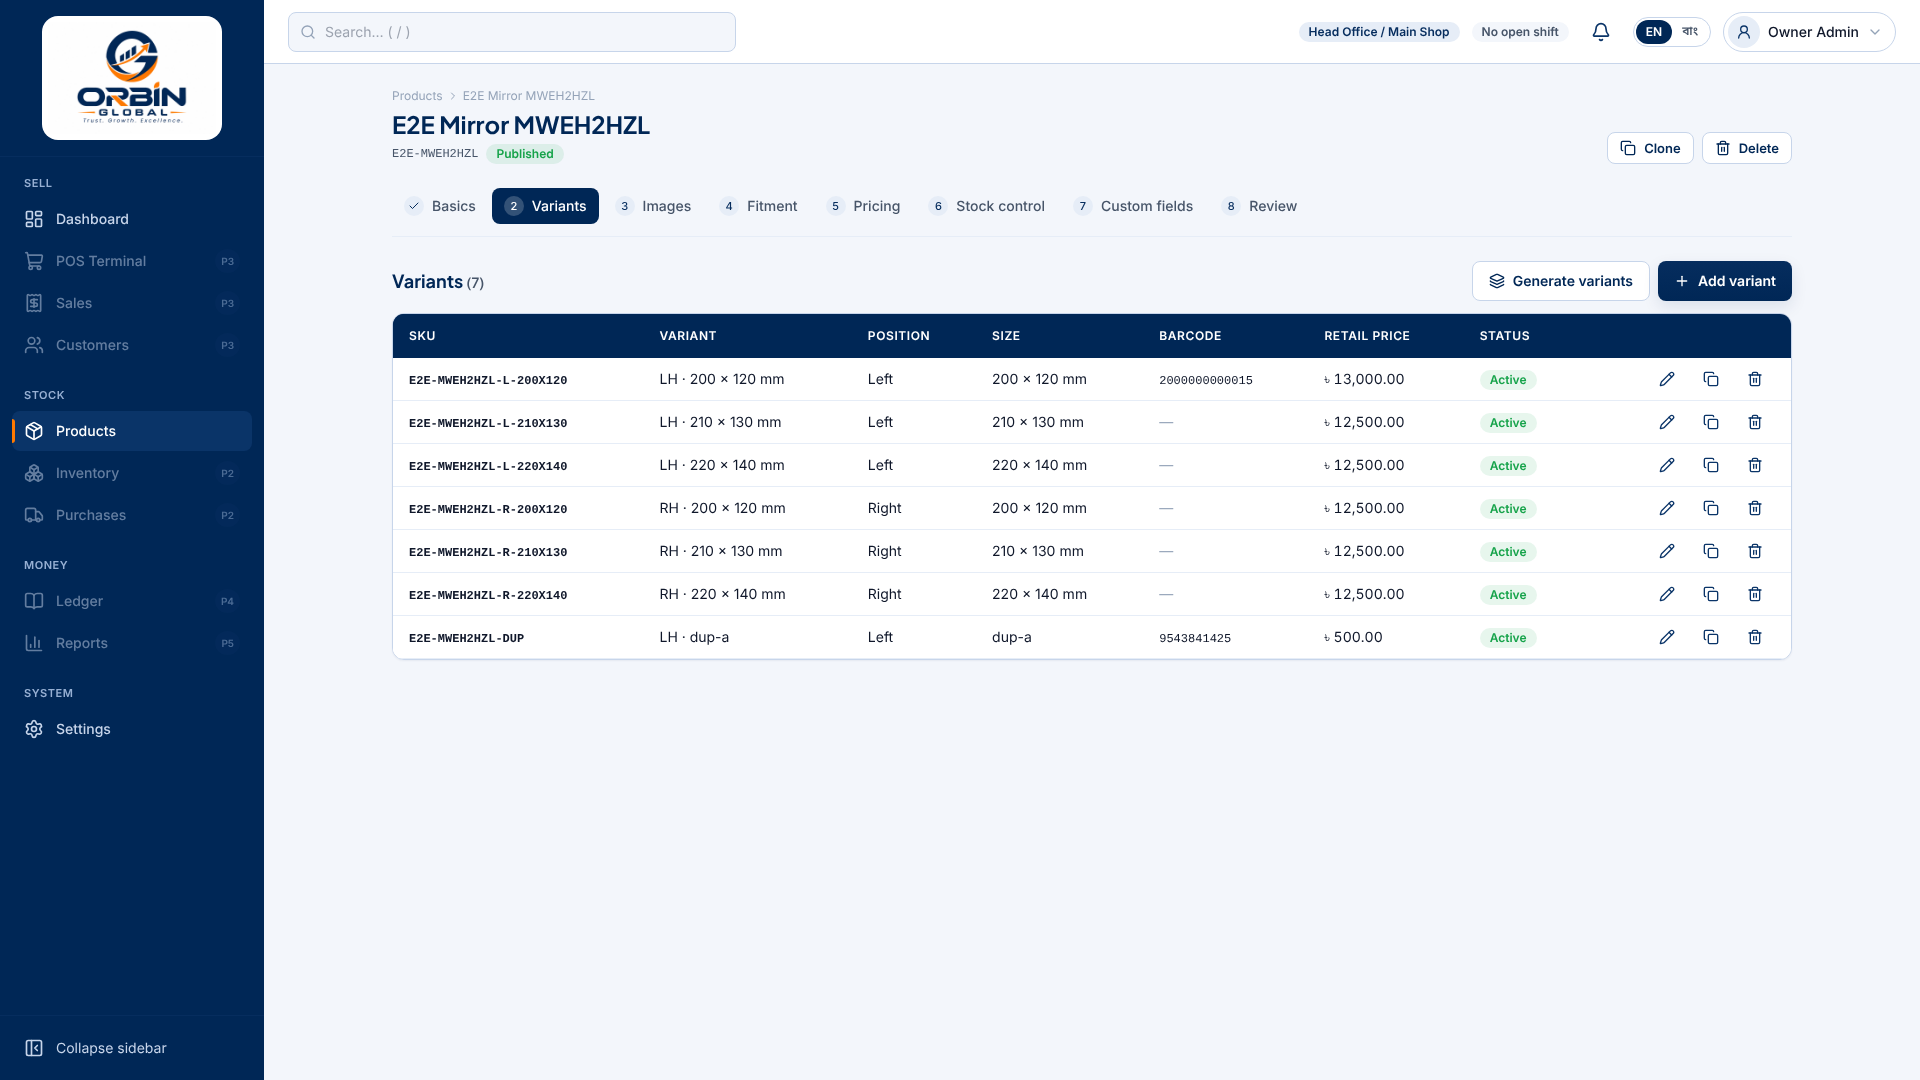 ORBIN
GLOBAL
Trust. Growth. Excellence.
Search... ( / )
Head Office / Main Shop
No open shift
EN
বাং
Owner Admin
SELL
Dashboard
POS Terminal P3
Sales P3
Customers P3
STOCK
Products
Inventory P2
Purchases P2
MONEY
Ledger P4
Reports P5
SYSTEM
Settings
Collapse sidebar
Products > E2E Mirror MWEH2HZL
E2E Mirror MWEH2HZL
E2E-MWEH2HZL Published
Clone Delete
Basics 2 Variants 3 Images 4 Fitment 5 Pricing 6 Stock control 7 Custom fields 8 Review
Variants (7)
Generate variants + Add variant
SKU VARIANT POSITION SIZE BARCODE RETAIL PRICE STATUS
E2E-MWEH2HZL-L-200X120 LH · 200 × 120 mm Left 200 × 120 mm 2000000000015 ৳ 13,000.00 Active
E2E-MWEH2HZL-L-210X130 LH · 210 × 130 mm Left 210 × 130 mm — ৳ 12,500.00 Active
E2E-MWEH2HZL-L-220X140 LH · 220 × 140 mm Left 220 × 140 mm — ৳ 12,500.00 Active
E2E-MWEH2HZL-R-200X120 RH · 200 × 120 mm Right 200 × 120 mm — ৳ 12,500.00 Active
E2E-MWEH2HZL-R-210X130 RH · 210 × 130 mm Right 210 × 130 mm — ৳ 12,500.00 Active
E2E-MWEH2HZL-R-220X140 RH · 220 × 140 mm Right 220 × 140 mm — ৳ 12,500.00 Active
E2E-MWEH2HZL-DUP LH · dup-a Left dup-a 9543841425 ৳ 500.00 Active